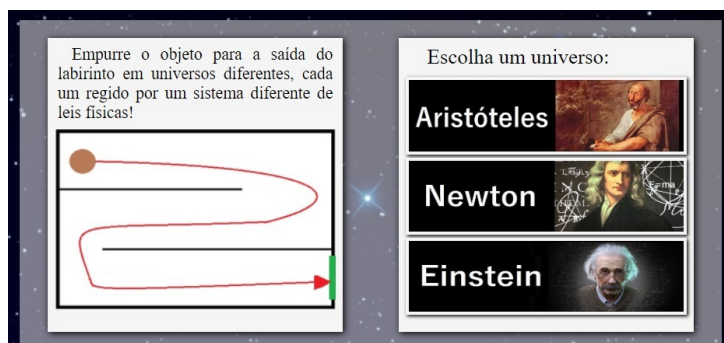 Empurre o objeto para a saída do
labirinto em universos diferentes, cada
um regido por um sistema diferente de
leis físicas!
Escolha um universo:
Aristóteles
Newton
Einstein